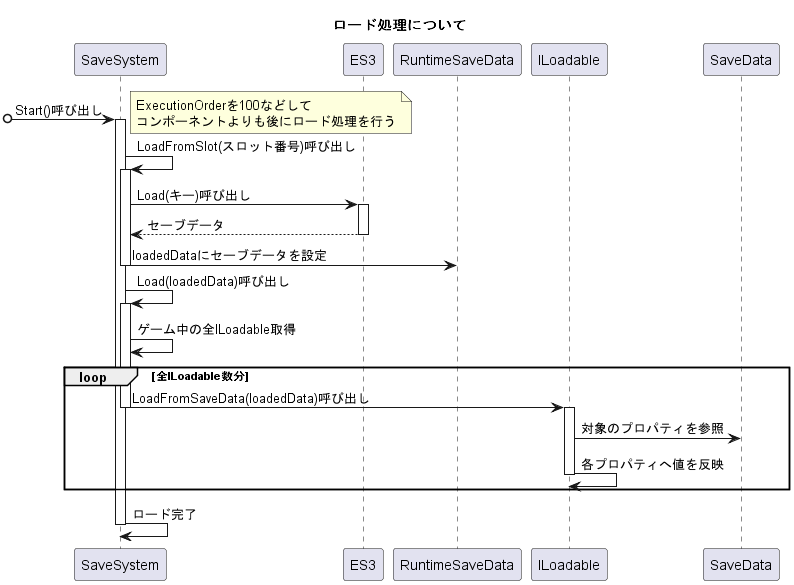 ロード処理について
SaveSystem
ES3
RuntimeSaveData
ILoadable
SaveData
Start()呼び出し
ExecutionOrderを100などして
コンポーネントよりも後にロード処理を行う
LoadFromSlot(スロット番号)呼び出し
Load(キー)呼び出し
セーブデータ
loadedDataにセーブデータを設定
Load(loadedData)呼び出し
ゲーム中の全ILoadable取得
loop
[全ILoadable数分]
LoadFromSaveData(loadedData)呼び出し
対象のプロパティを参照
各プロパティへ値を反映
ロード完了
SaveSystem
ES3
RuntimeSaveData
ILoadable
SaveData